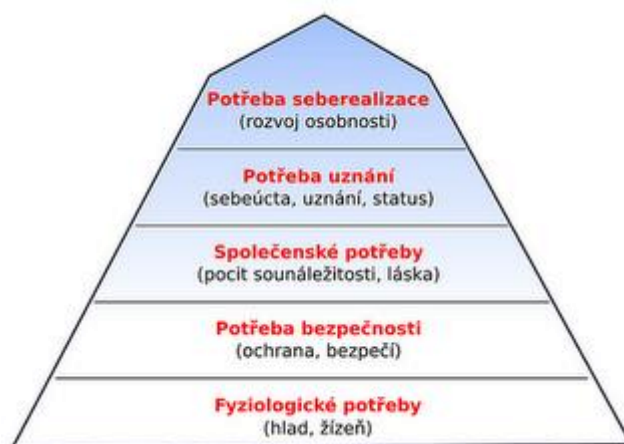 Potřeba seberealizace
(rozvoj osobnosti)
Potřeba uznání
(sebeúcta, uznání, status)
Společenské potřeby
(pocit sounáležitosti, láska)
Potřeba bezpečnosti
(ochrana, bezpečí)
Fyziologické potřeby
(hlad, žízeň)